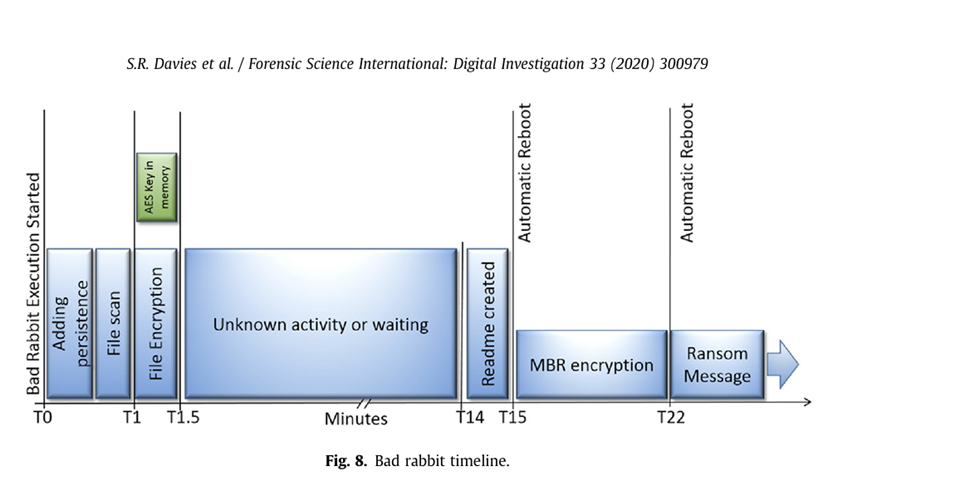 S.R. Davies et al. / Forensic Science International: Digital Investigation 33 (2020) 300979
Bad Rabbit Execution Started
Adding
persistence
File scan
AES Key in
memory
File Encryption
Unknown activity or waiting
Readme created
Automatic Reboot
MBR encryption
Automatic Reboot
Ransom
Message
T0
T1
T1.5
Minutes
T14
T15
T22
Fig. 8. Bad rabbit timeline.